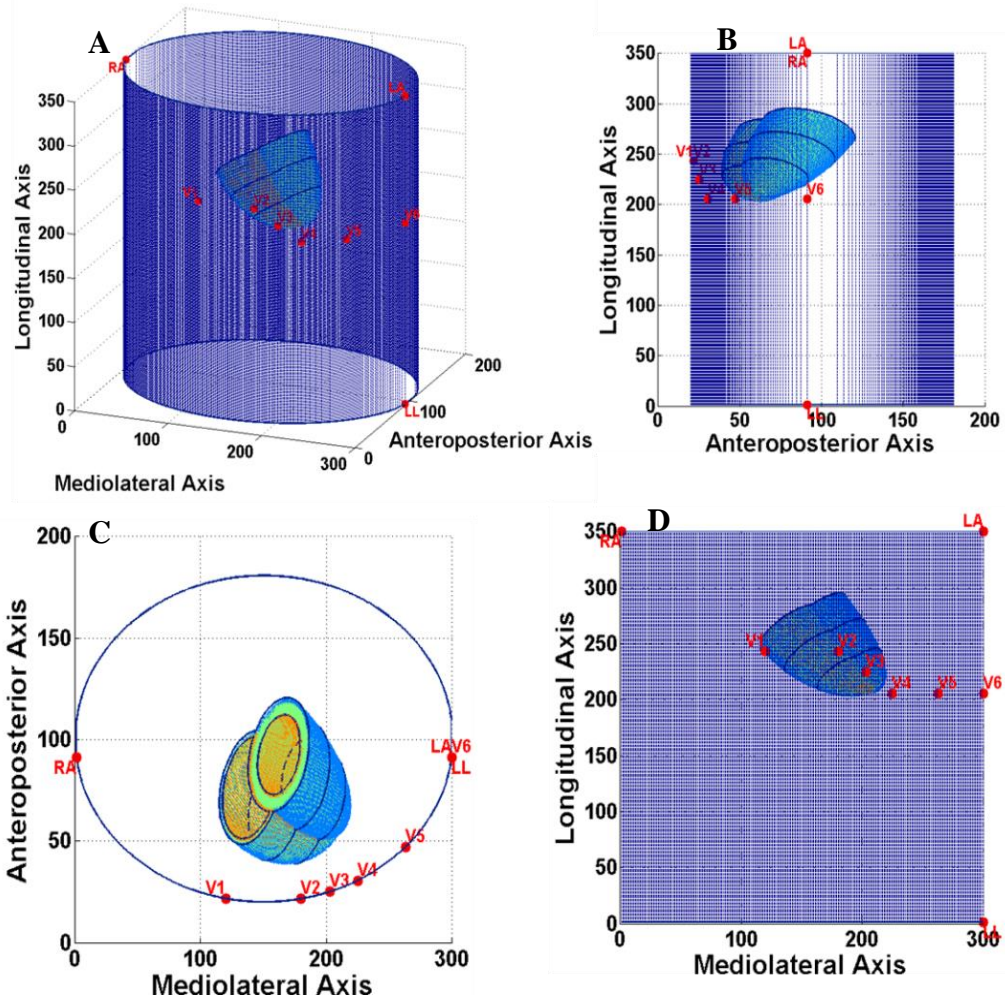 A
RA
LA
350
300
250
200
150
100
50
0
Longitudinal Axis
V1
V2
V3
V4
V5
V6
LL
0
100
200
300
Mediolateral Axis
0
100
200
Anteroposterior Axis
B
LA
RA
350
300
250
200
150
100
50
0
Longitudinal Axis
V1V2
V3
V4
V5
V6
LL
0
50
100
150
200
Anteroposterior Axis
C
200
150
100
50
0
Anteroposterior Axis
RA
LAV6
LL
V5
V4
V3
V2
V1
0
100
200
300
Mediolateral Axis
D
LA
350
RA
300
250
200
150
100
50
0
Longitudinal Axis
V1
V2
V3
V4
V5
V6
LL
0
100
200
300
Mediolateral Axis